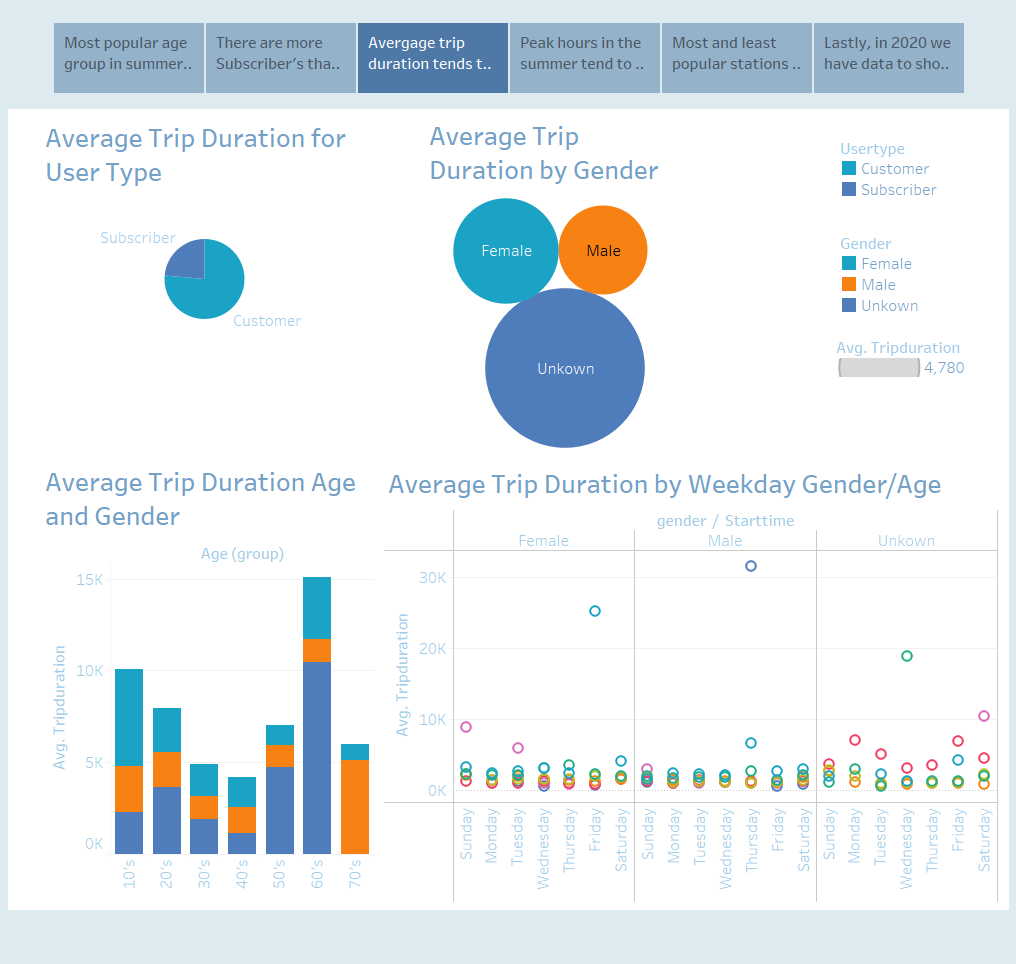 Most popular age
group in summer..
There are more
Subscriber's tha..
Avergage trip
duration tends t..
Peak hours in the
summer tend to ..
Most and least
popular stations ..
Lastly, in 2020 we
have data to sho..
Average Trip Duration for
User Type
Subscriber
Customer
Average Trip
Duration by Gender
Female
Male
Unkown
Usertype
Customer
Subscriber
Gender
Female
Male
Unkown
Avg. Tripduration
4,780
Average Trip Duration Age
and Gender
Age (group)
Avg. Tripduration
15K
10K
5K
0K
10's
20's
30's
40's
50's
60's
70's
Average Trip Duration by Weekday Gender/Age
gender / Starttime
Female
Male
Unkown
Avg. Tripduration
30K
20K
10K
0K
Sunday
Monday
Tuesday
Wednesday
Thursday
Friday
Saturday
Sunday
Monday
Tuesday
Wednesday
Thursday
Friday
Saturday
Sunday
Monday
Tuesday
Wednesday
Thursday
Friday
Saturday